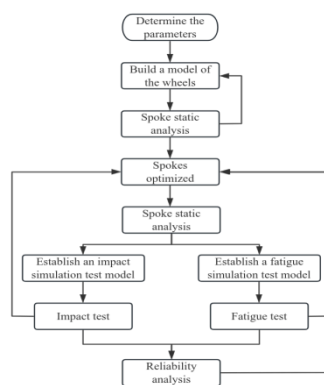 Determine the
parameters
Build a model of
the wheels
Spoke static
analysis
Spokes
optimized
Spoke static
analysis
Establish an impact
simulation test model
Establish a fatigue
simulation test model
Impact test
Fatigue test
Reliability
analysis